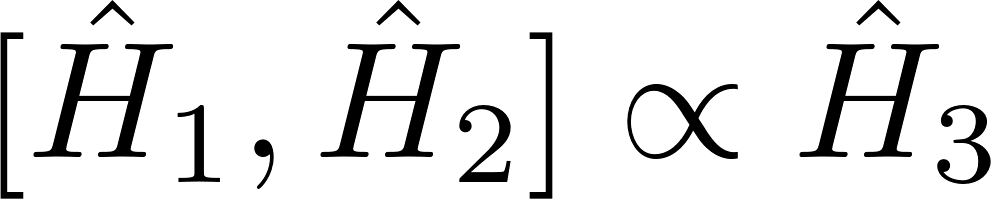 [Ĥ₁, Ĥ₂] ∝ Ĥ₃